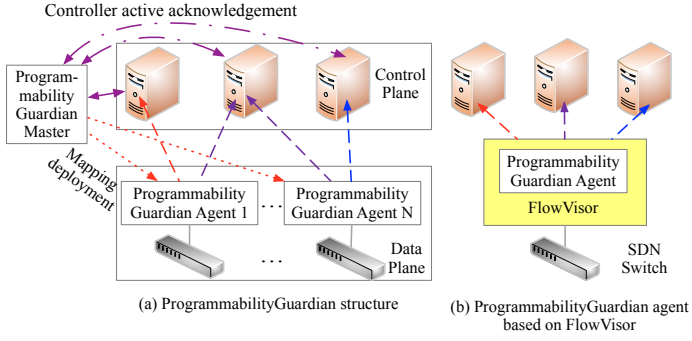 Controller active acknowledgement
Program-
mability
Guardian
Master
Control
Plane
Mapping
deployment
Programmability
Guardian Agent 1
...
Programmability
Guardian Agent N
...
Data
Plane
(a) ProgrammabilityGuardian structure
Programmability
Guardian Agent
FlowVisor
SDN
Switch
(b) ProgrammabilityGuardian agent
based on FlowVisor